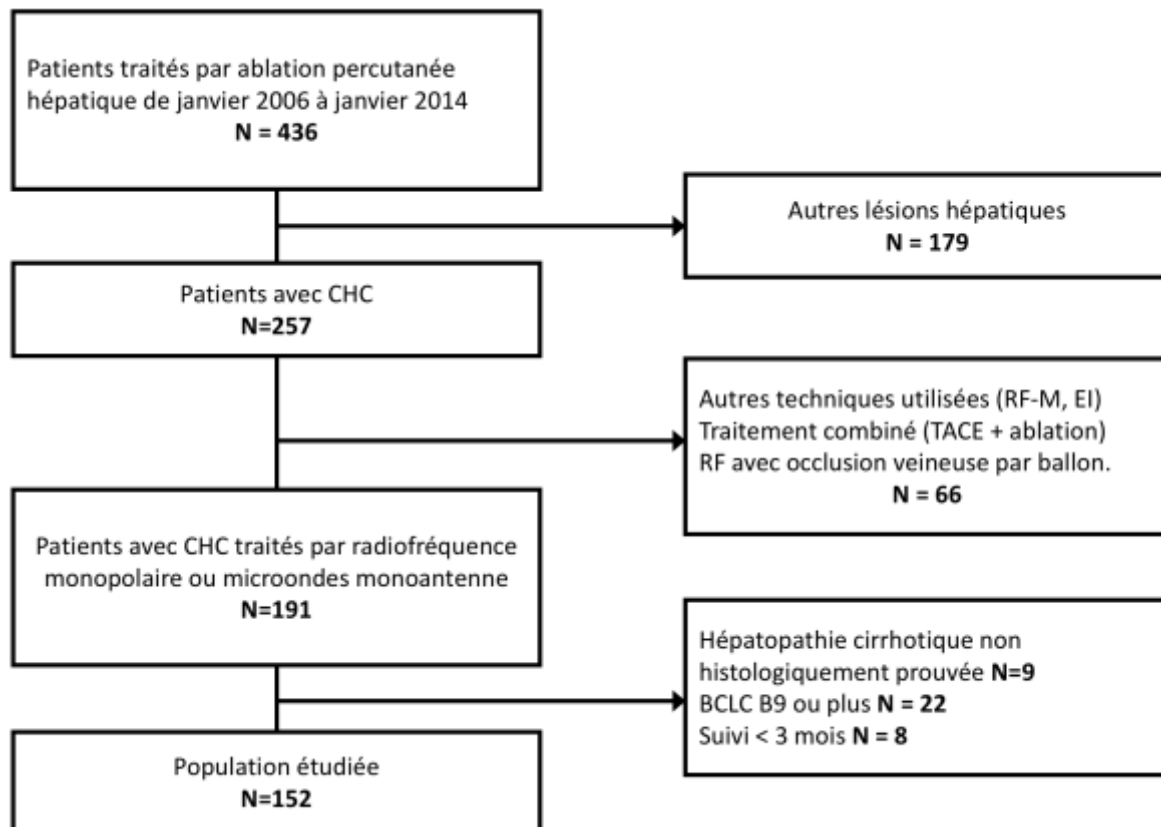 Patients traités par ablation percutanée
hépatique de janvier 2006 à janvier 2014
N = 436
Autres lésions hépatiques
N = 179
Patients avec CHC
N=257
Autres techniques utilisées (RF-M, EI)
Traitement combiné (TACE + ablation)
RF avec occlusion veineuse par ballon.
N = 66
Patients avec CHC traités par radiofréquence
monopolaire ou microondes monoantenne
N=191
Hépatopathie cirrhotique non
histologiquement prouvée N=9
BCLC B9 ou plus N = 22
Suivi < 3 mois N = 8
Population étudiée
N=152